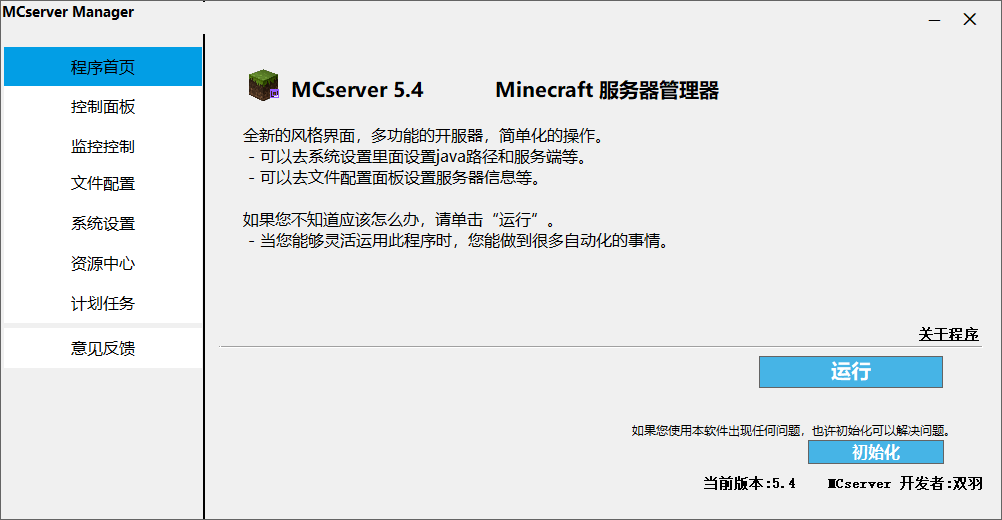 MCserver Manager
程序首页
控制面板
监控控制
文件配置
系统设置
资源中心
计划任务
意见反馈
MCserver 5.4 Minecraft 服务器管理器
全新的风格界面，多功能的开服器，简单化的操作。
- 可以去系统设置里面设置java路径和服务端等。
- 可以去文件配置面板设置服务器信息等。
如果您不知道应该怎么办，请单击“运行”。
- 当您能够灵活运用此程序时，您能做到很多自动化的事情。
关于程序
运行
如果您使用本软件出现任何问题，也许初始化可以解决问题。
初始化
当前版本:5.4 MCserver 开发者:双羽